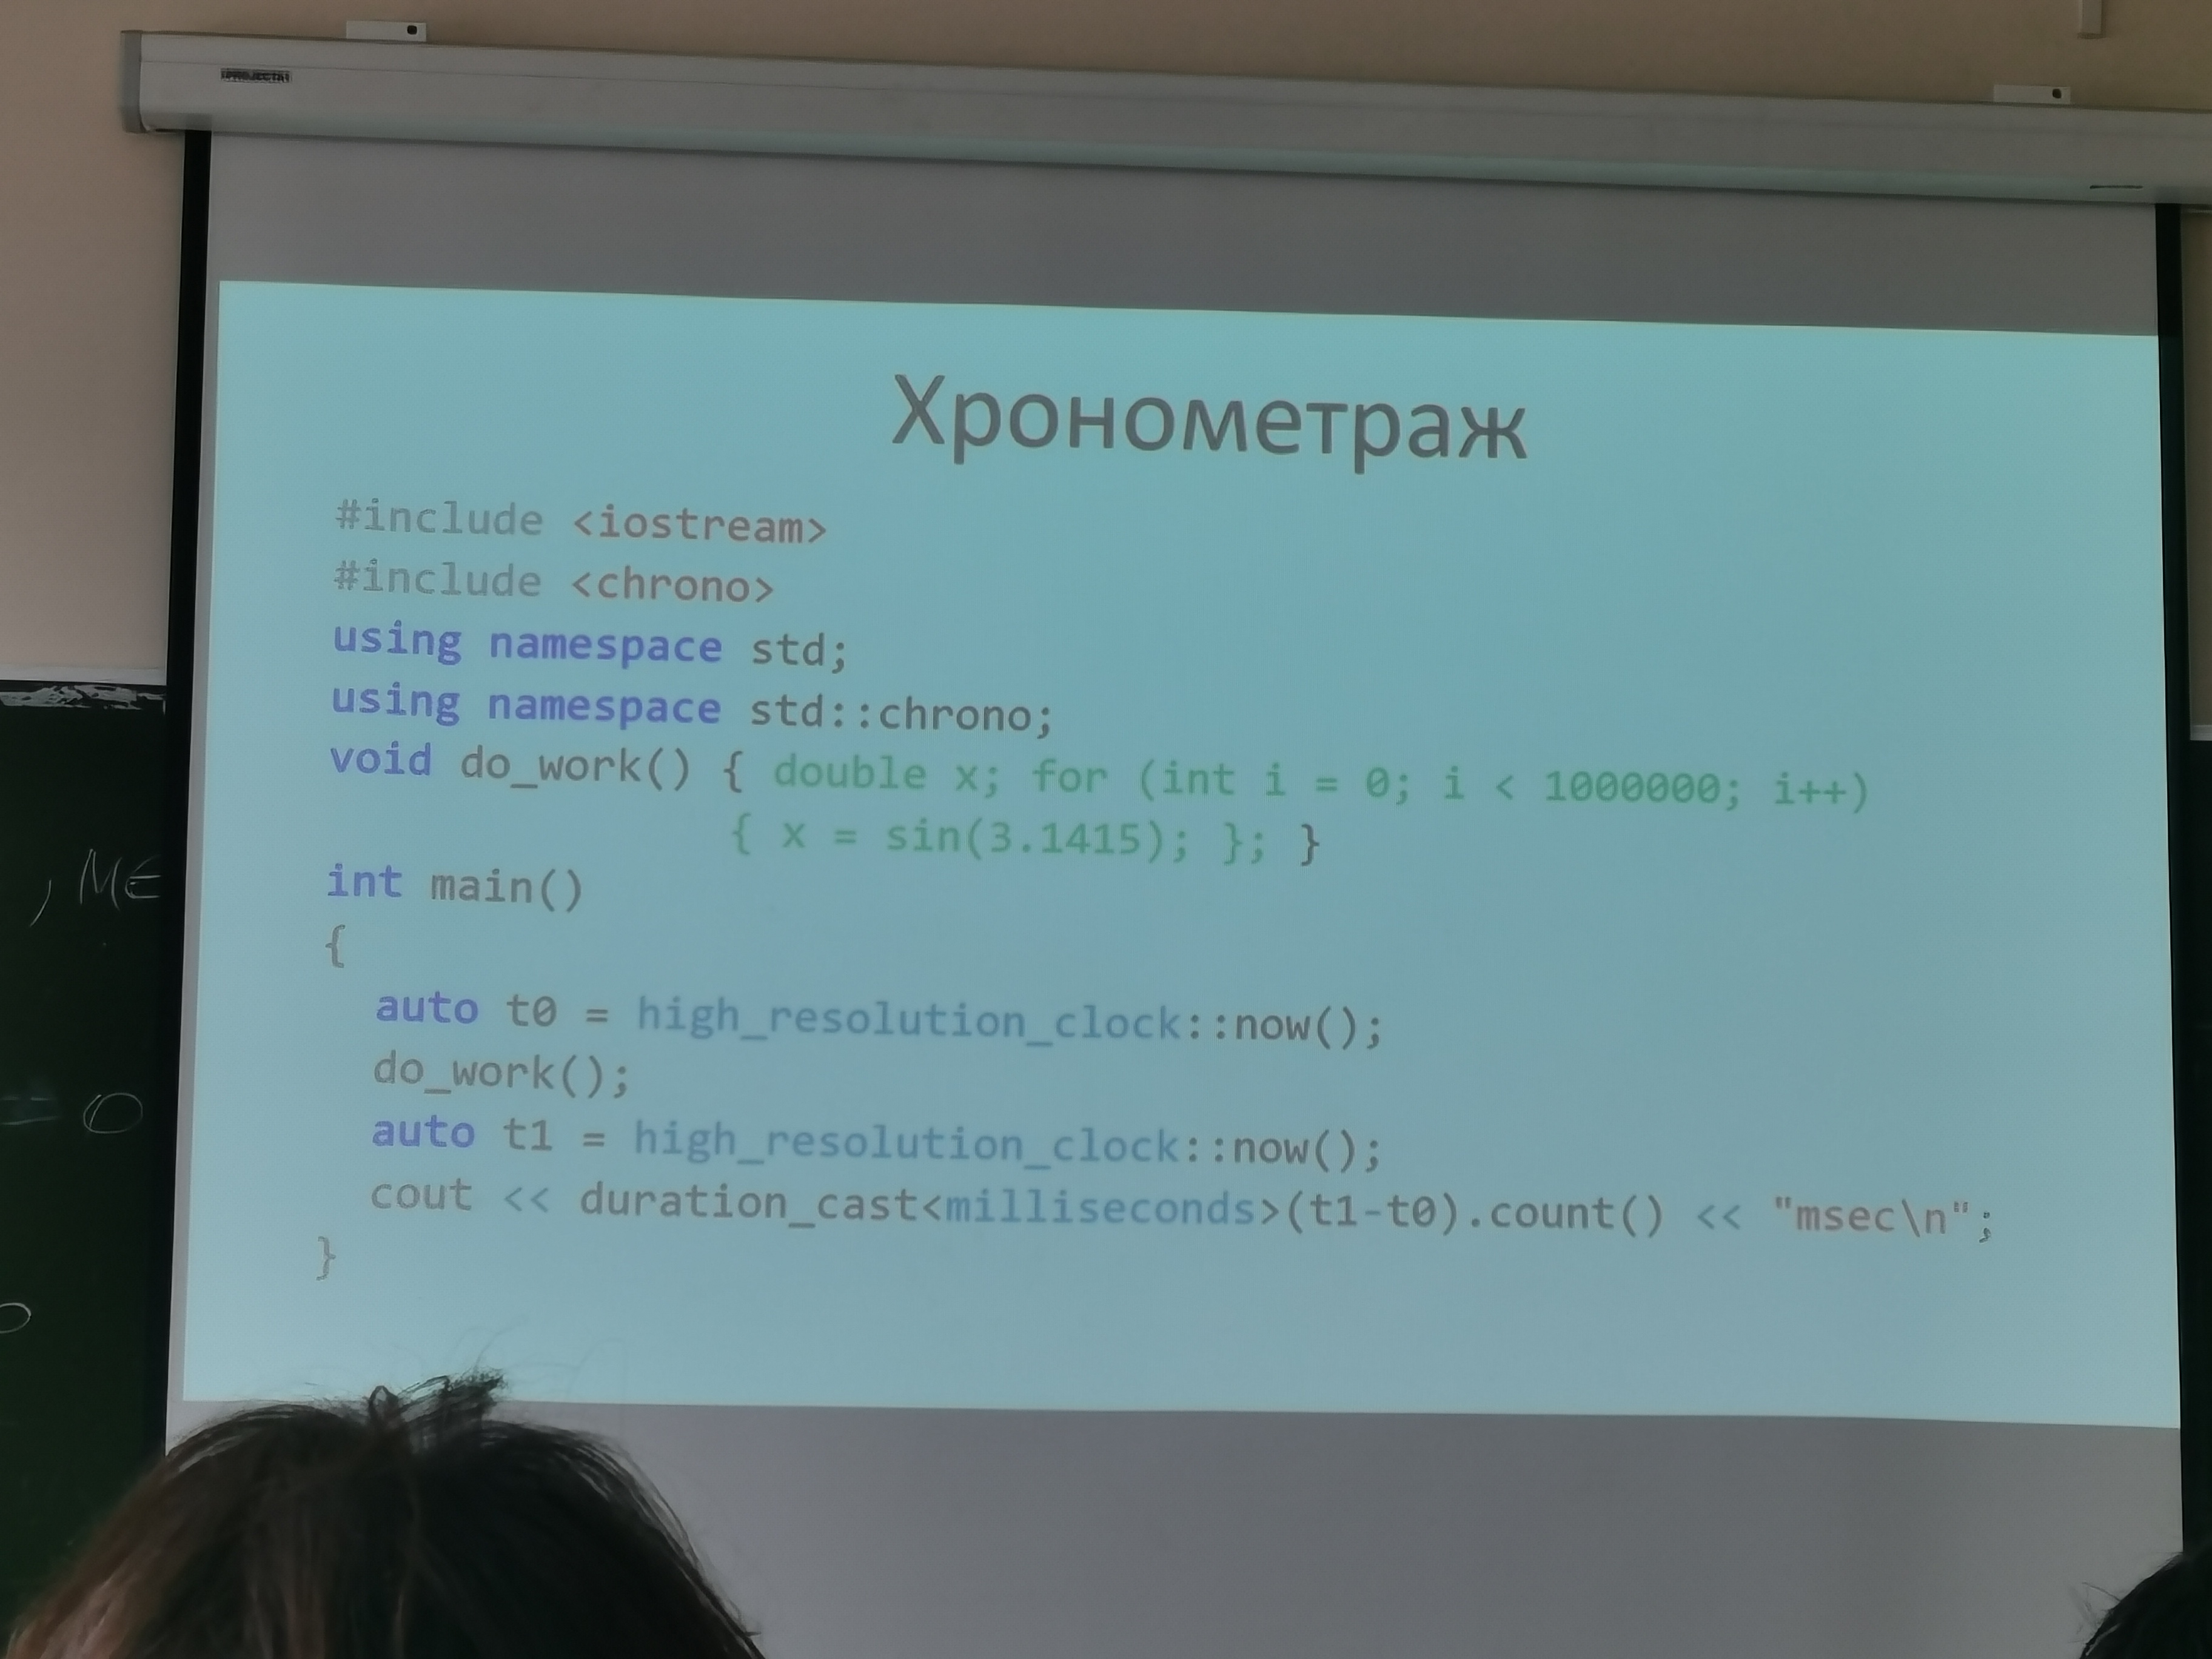 PROJECTA
Хронометраж
#include <iostream>
#include <chrono>
using namespace std;
using namespace std::chrono;
void do_work() { double x; for (int i = 0; i < 1000000; i++)
{ x = sin(3.1415); }; }
int main()
{
auto t0 = high_resolution_clock::now();
do_work();
auto t1 = high_resolution_clock::now();
cout << duration_cast<milliseconds>(t1-t0).count() << "msec\n";
}
, МЕ
= 0